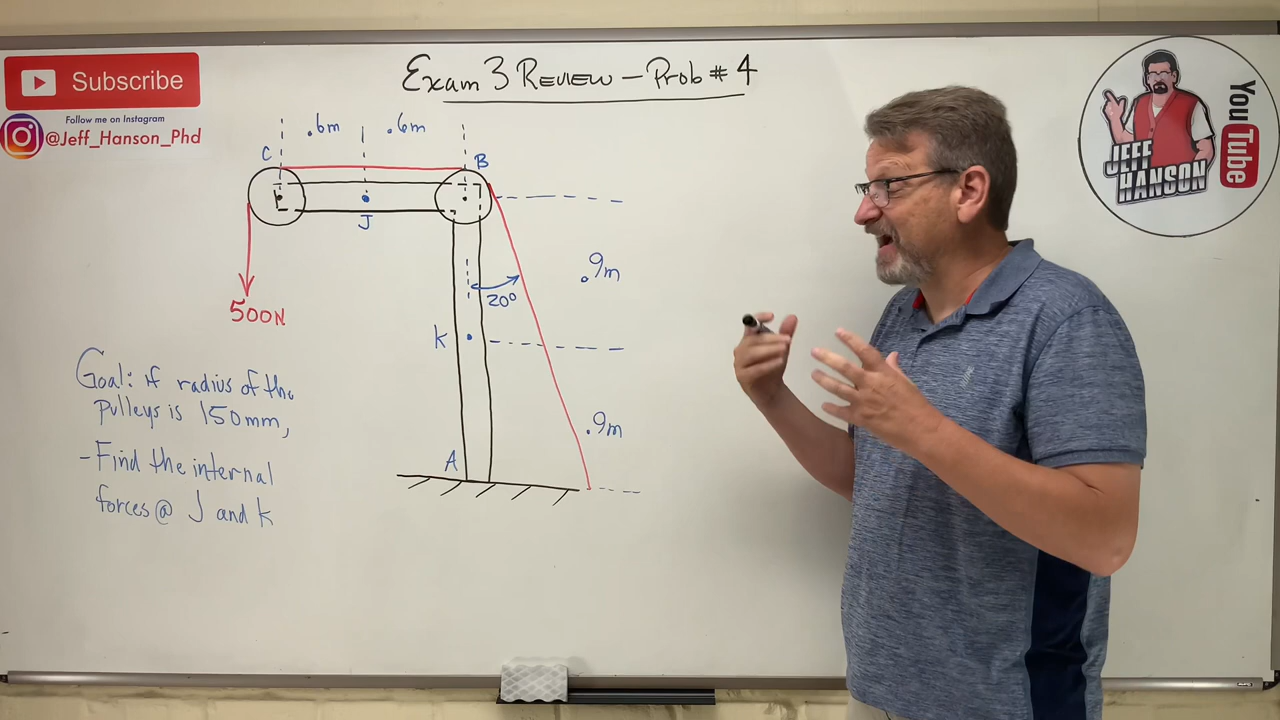 Exam 3 REVIEW - Prob # 4
Subscribe
Follow me on Instagram
@Jeff_Hanson_Phd
JEFF
HANSON
YouTube
.6m .6m
C
B
J
.9m
20°
500N
K
.9m
A
Goal: if radius of the
pulleys is 150mm,
- Find the internal
forces @ J and K